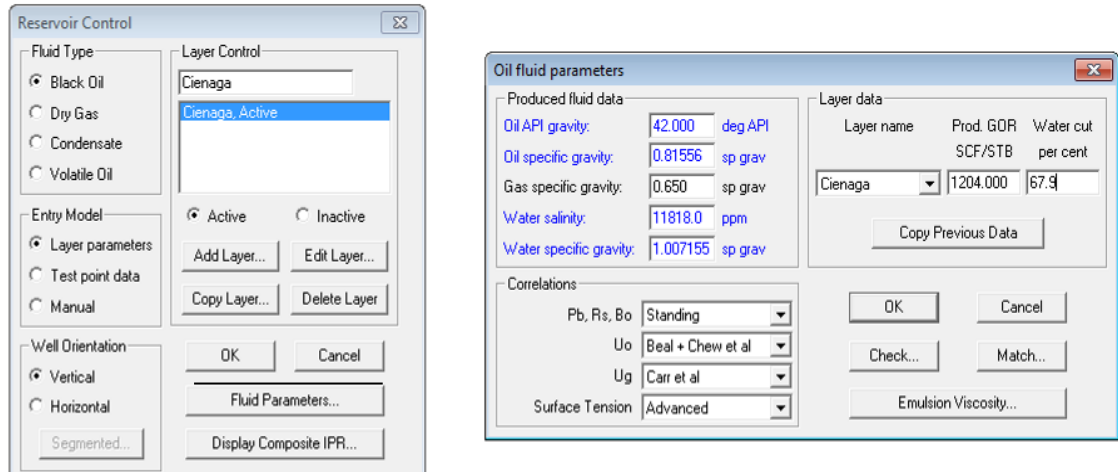 Reservoir Control
Fluid Type
Black Oil
Dry Gas
Condensate
Volatile Oil
Entry Model
Layer parameters
Test point data
Manual
Well Orientation
Vertical
Horizontal
Segmented...
Layer Control
Cienaga
Cienaga, Active
Active Inactive
Add Layer... Edit Layer...
Copy Layer... Delete Layer
OK Cancel
Fluid Parameters...
Display Composite IPR...
Oil fluid parameters
Produced fluid data
Oil API gravity: 42.000 deg API
Oil specific gravity: 0.81556 sp grav
Gas specific gravity: 0.650 sp grav
Water salinity: 11818.0 ppm
Water specific gravity: 1.007155 sp grav
Correlations
Pb, Rs, Bo Standing
Uo Beal + Chew et al
Ug Carr et al
Surface Tension Advanced
Layer data
Layer name Prod. GOR Water cut
SCF/STB per cent
Cienaga 1204.000 67.9
Copy Previous Data
OK Cancel
Check... Match...
Emulsion Viscosity...